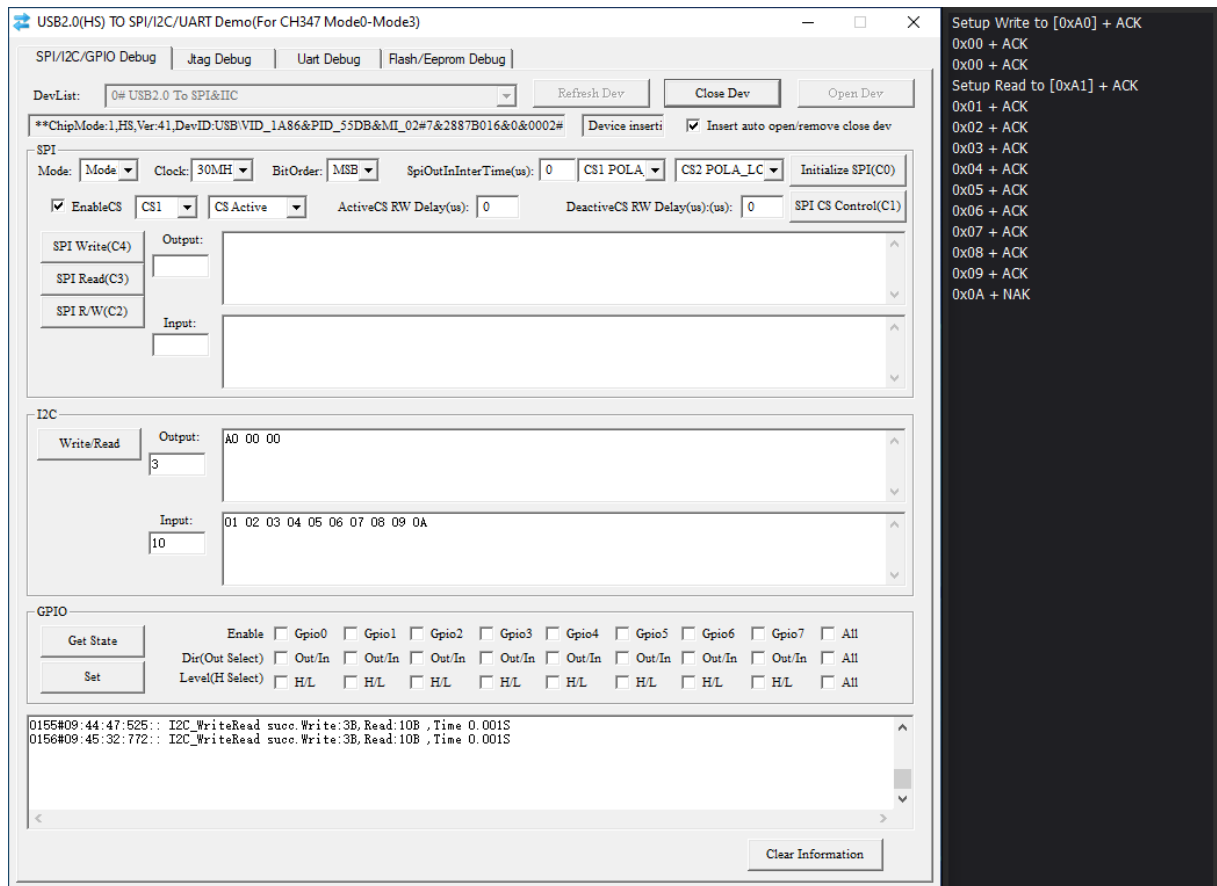 USB2.0(HS) TO SPI/I2C/UART Demo(For CH347 Mode0-Mode3)
SPI/I2C/GPIO Debug Jtag Debug Uart Debug Flash/Eeprom Debug
DevList: 0# USB2.0 To SPI&IIC Refresh Dev Close Dev Open Dev
**ChipMode:1,HS,Ver:41,DevID:USB\VID_1A86&PID_55DB&MI_02#7&2887B016&0&0002# Device inserti Insert auto open/remove close dev
SPI
Mode: Mode Clock: 30MH BitOrder: MSB SpiOutInInterTime(us): 0 CS1 POLA_ CS2 POLA_LC Initialize SPI(C0)
EnableCS CS1 CS Active ActiveCS RW Delay(us): 0 DeactiveCS RW Delay(us):(us): 0 SPI CS Control(C1)
SPI Write(C4) Output:
SPI Read(C3)
SPI R/W(C2)
Input:
I2C
Write/Read Output: A0 00 00
3
Input: 01 02 03 04 05 06 07 08 09 0A
10
GPIO
Get State Enable Gpio0 Gpio1 Gpio2 Gpio3 Gpio4 Gpio5 Gpio6 Gpio7 All
Dir(Out Select) Out/In Out/In Out/In Out/In Out/In Out/In Out/In Out/In All
Set Level(H Select) H/L H/L H/L H/L H/L H/L H/L H/L All
0155#09:44:47:525:: I2C_WriteRead succ.Write:3B,Read:10B ,Time 0.001S
0156#09:45:32:772:: I2C_WriteRead succ.Write:3B,Read:10B ,Time 0.001S
Clear Information
Setup Write to [0xA0] + ACK
0x00 + ACK
0x00 + ACK
Setup Read to [0xA1] + ACK
0x01 + ACK
0x02 + ACK
0x03 + ACK
0x04 + ACK
0x05 + ACK
0x06 + ACK
0x07 + ACK
0x08 + ACK
0x09 + ACK
0x0A + NAK